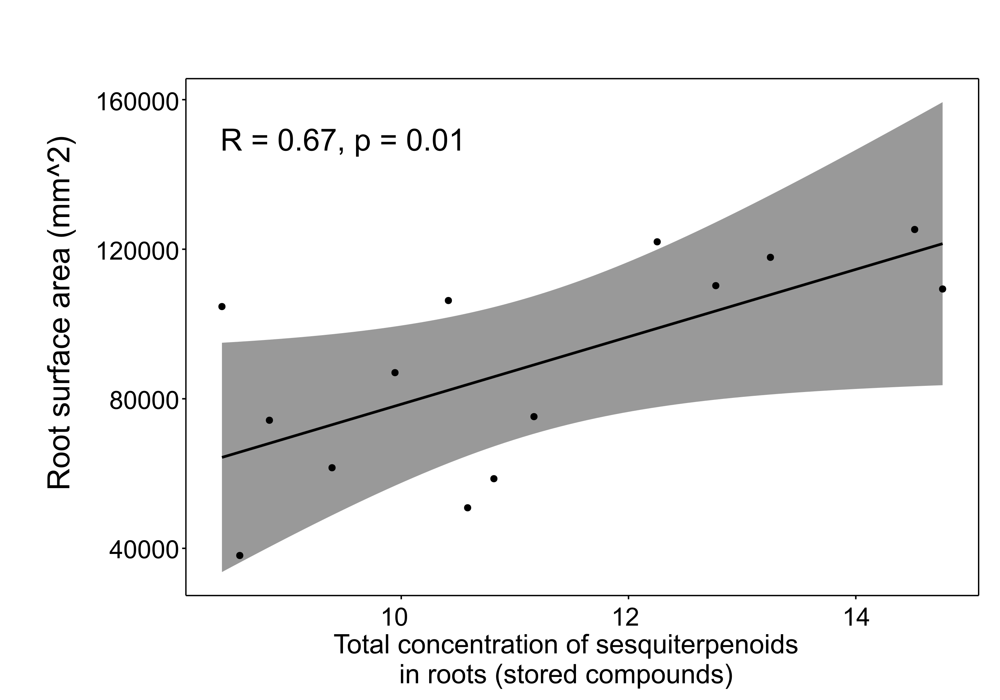 R = 0.67, p = 0.01
Root surface area (mm^2)
160000
120000
80000
40000
10
12
14
Total concentration of sesquiterpenoids
in roots (stored compounds)